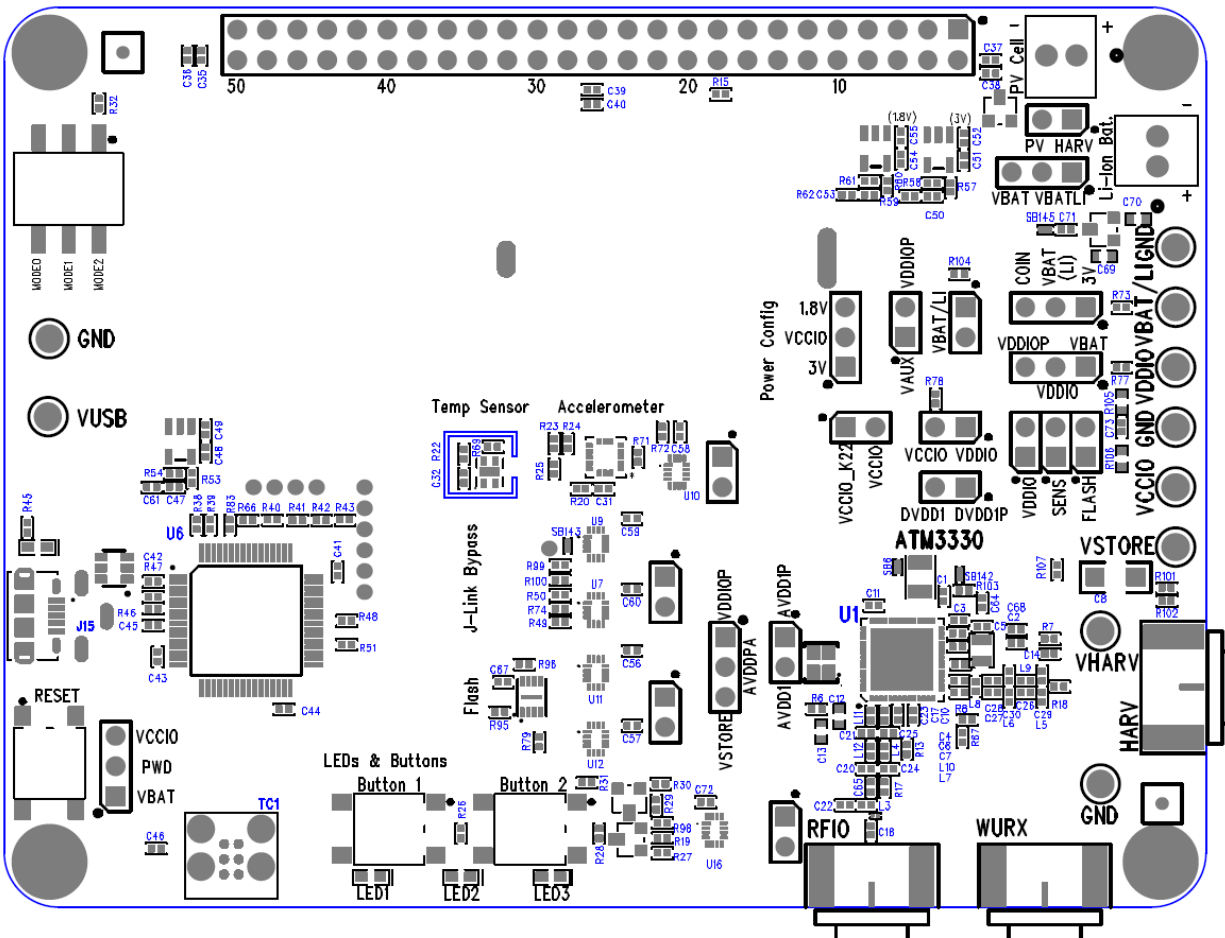 C36
C35
50
40
30
20
10
C39
C40
R15
C37
C38
PV Cell
-
+
R32
(1.8V)
(3V)
C55
C54
C52
C51
PV HARV
Li-Ion Bat.
-
+
R61
R60
R58
R57
R62
C53
R59
C50
VBAT
VBATLI
C70
SB145
C71
C69
MODE0
MODE1
MODE2
VDDIOP
R104
COIN
VBAT
(LI)
3V
VBAT/LI
GND
R73
GND
Power Config
1.8V
VCCIO
3V
VAUX
VBAT/LI
VDDIOP
VBAT
VDDIO
VDDIO
R77
R78
R105
VUSB
Temp Sensor
Accelerometer
C49
C48
R22
C32
R69
R23
R24
R25
R71
R72
C58
U10
R20
C31
VCCIO_K22
VCCIO
VCCIO
VDDIO
DVDD1
DVDD1P
VDDIO
SENS
FLASH
C73
R106
GND
VCCIO
R54
R53
C61
C47
R45
R38
R39
R83
R66
R40
R41
R42
R43
U6
C41
C42
R47
R46
C45
J15
C43
R48
R51
C44
J-Link Bypass
SB143
U9
C59
R99
R100
R50
R74
R49
U7
C60
ATM3330
VSTORE
SB6
SB142
R103
C1
C64
R107
C8
R101
R102
VDDIOP
AVDDPA
VSTORE
AVDD1P
AVDD1
C11
U1
C3
C5
C68
C2
R7
C14
VHARV
HARV
RESET
VCCIO
PWD
VBAT
Flash
C67
R96
R95
R79
C56
U11
C57
U12
R6
C12
C13
L11
C23
C17
C10
R8
L8
L9
C28
C27
C30
L6
C26
C29
L5
R18
C21
C25
L12
L4
R13
R67
C4
C6
C7
L10
L7
C20
C24
C65
R17
C22
L3
C18
LEDs & Buttons
Button 1
Button 2
R31
R30
R29
R26
R28
R98
R19
R27
C72
U16
TC1
C46
LED1
LED2
LED3
RFIO
WURX
GND